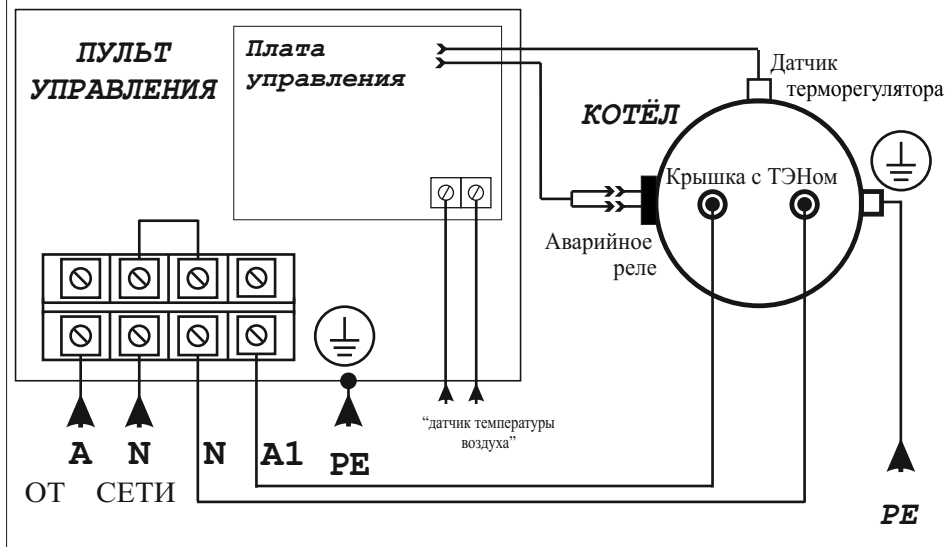 ПУЛЬТ
УПРАВЛЕНИЯ
Плата
управления
Датчик
терморегулятора
КОТЁЛ
Крышка с ТЭНом
Аварийное
реле
“датчик температуры
воздуха”
A N N A1 PE
ОТ СЕТИ
PE